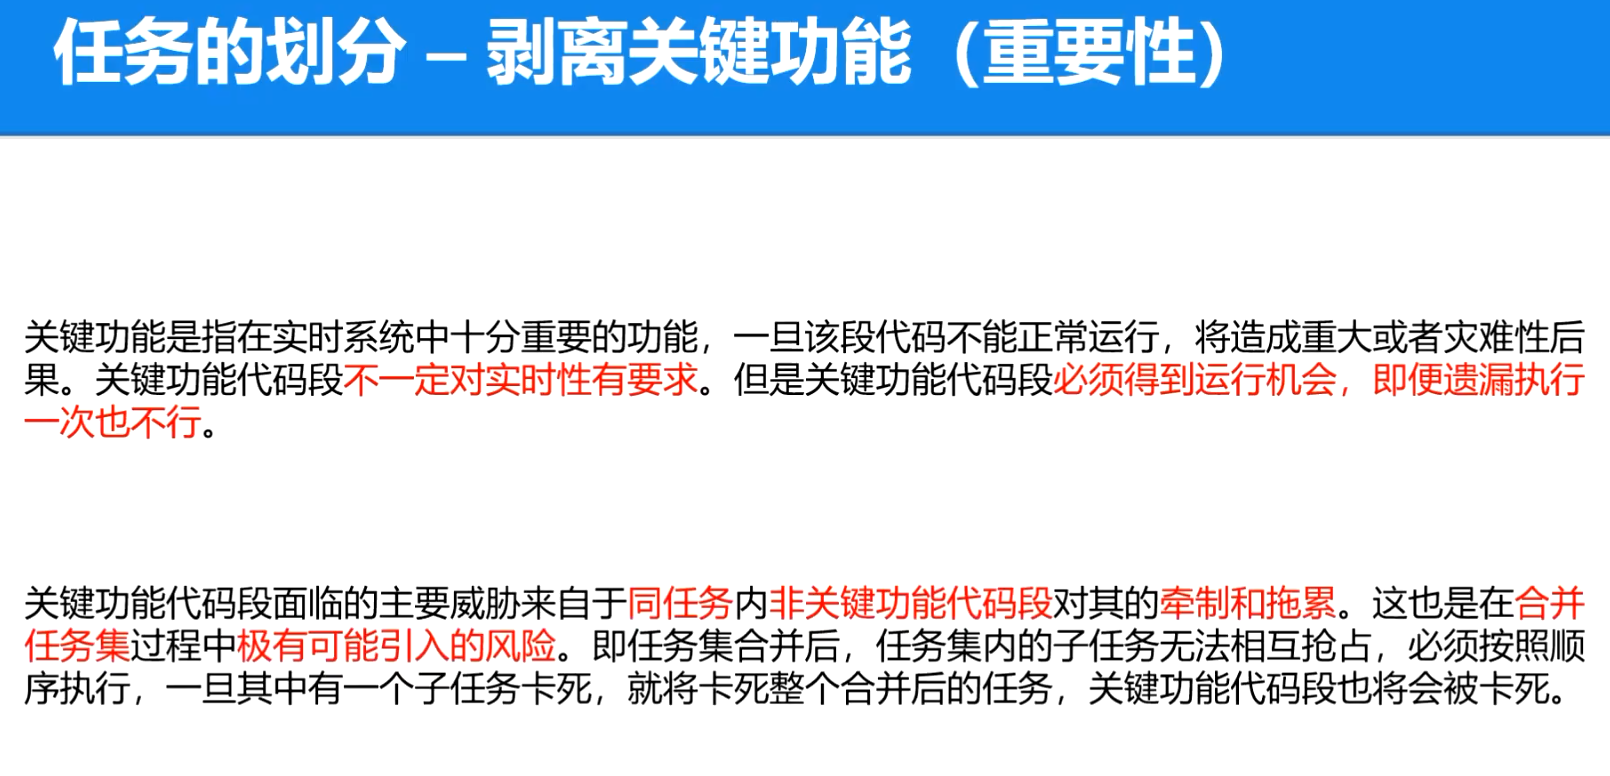 任务的划分 – 剥离关键功能（重要性）
关键功能是指在实时系统中十分重要的功能，一旦该段代码不能正常运行，将造成重大或者灾难性后
果。关键功能代码段不一定对实时性有要求。但是关键功能代码段必须得到运行机会，即便遗漏执行
一次也不行。
关键功能代码段面临的主要威胁来自于同任务内非关键功能代码段对其的牵制和拖累。这也是在合并
任务集过程中极有可能引入的风险。即任务集合并后，任务集内的子任务无法相互抢占，必须按照顺
序执行，一旦其中有一个子任务卡死，就将卡死整个合并后的任务，关键功能代码段也将会被卡死。